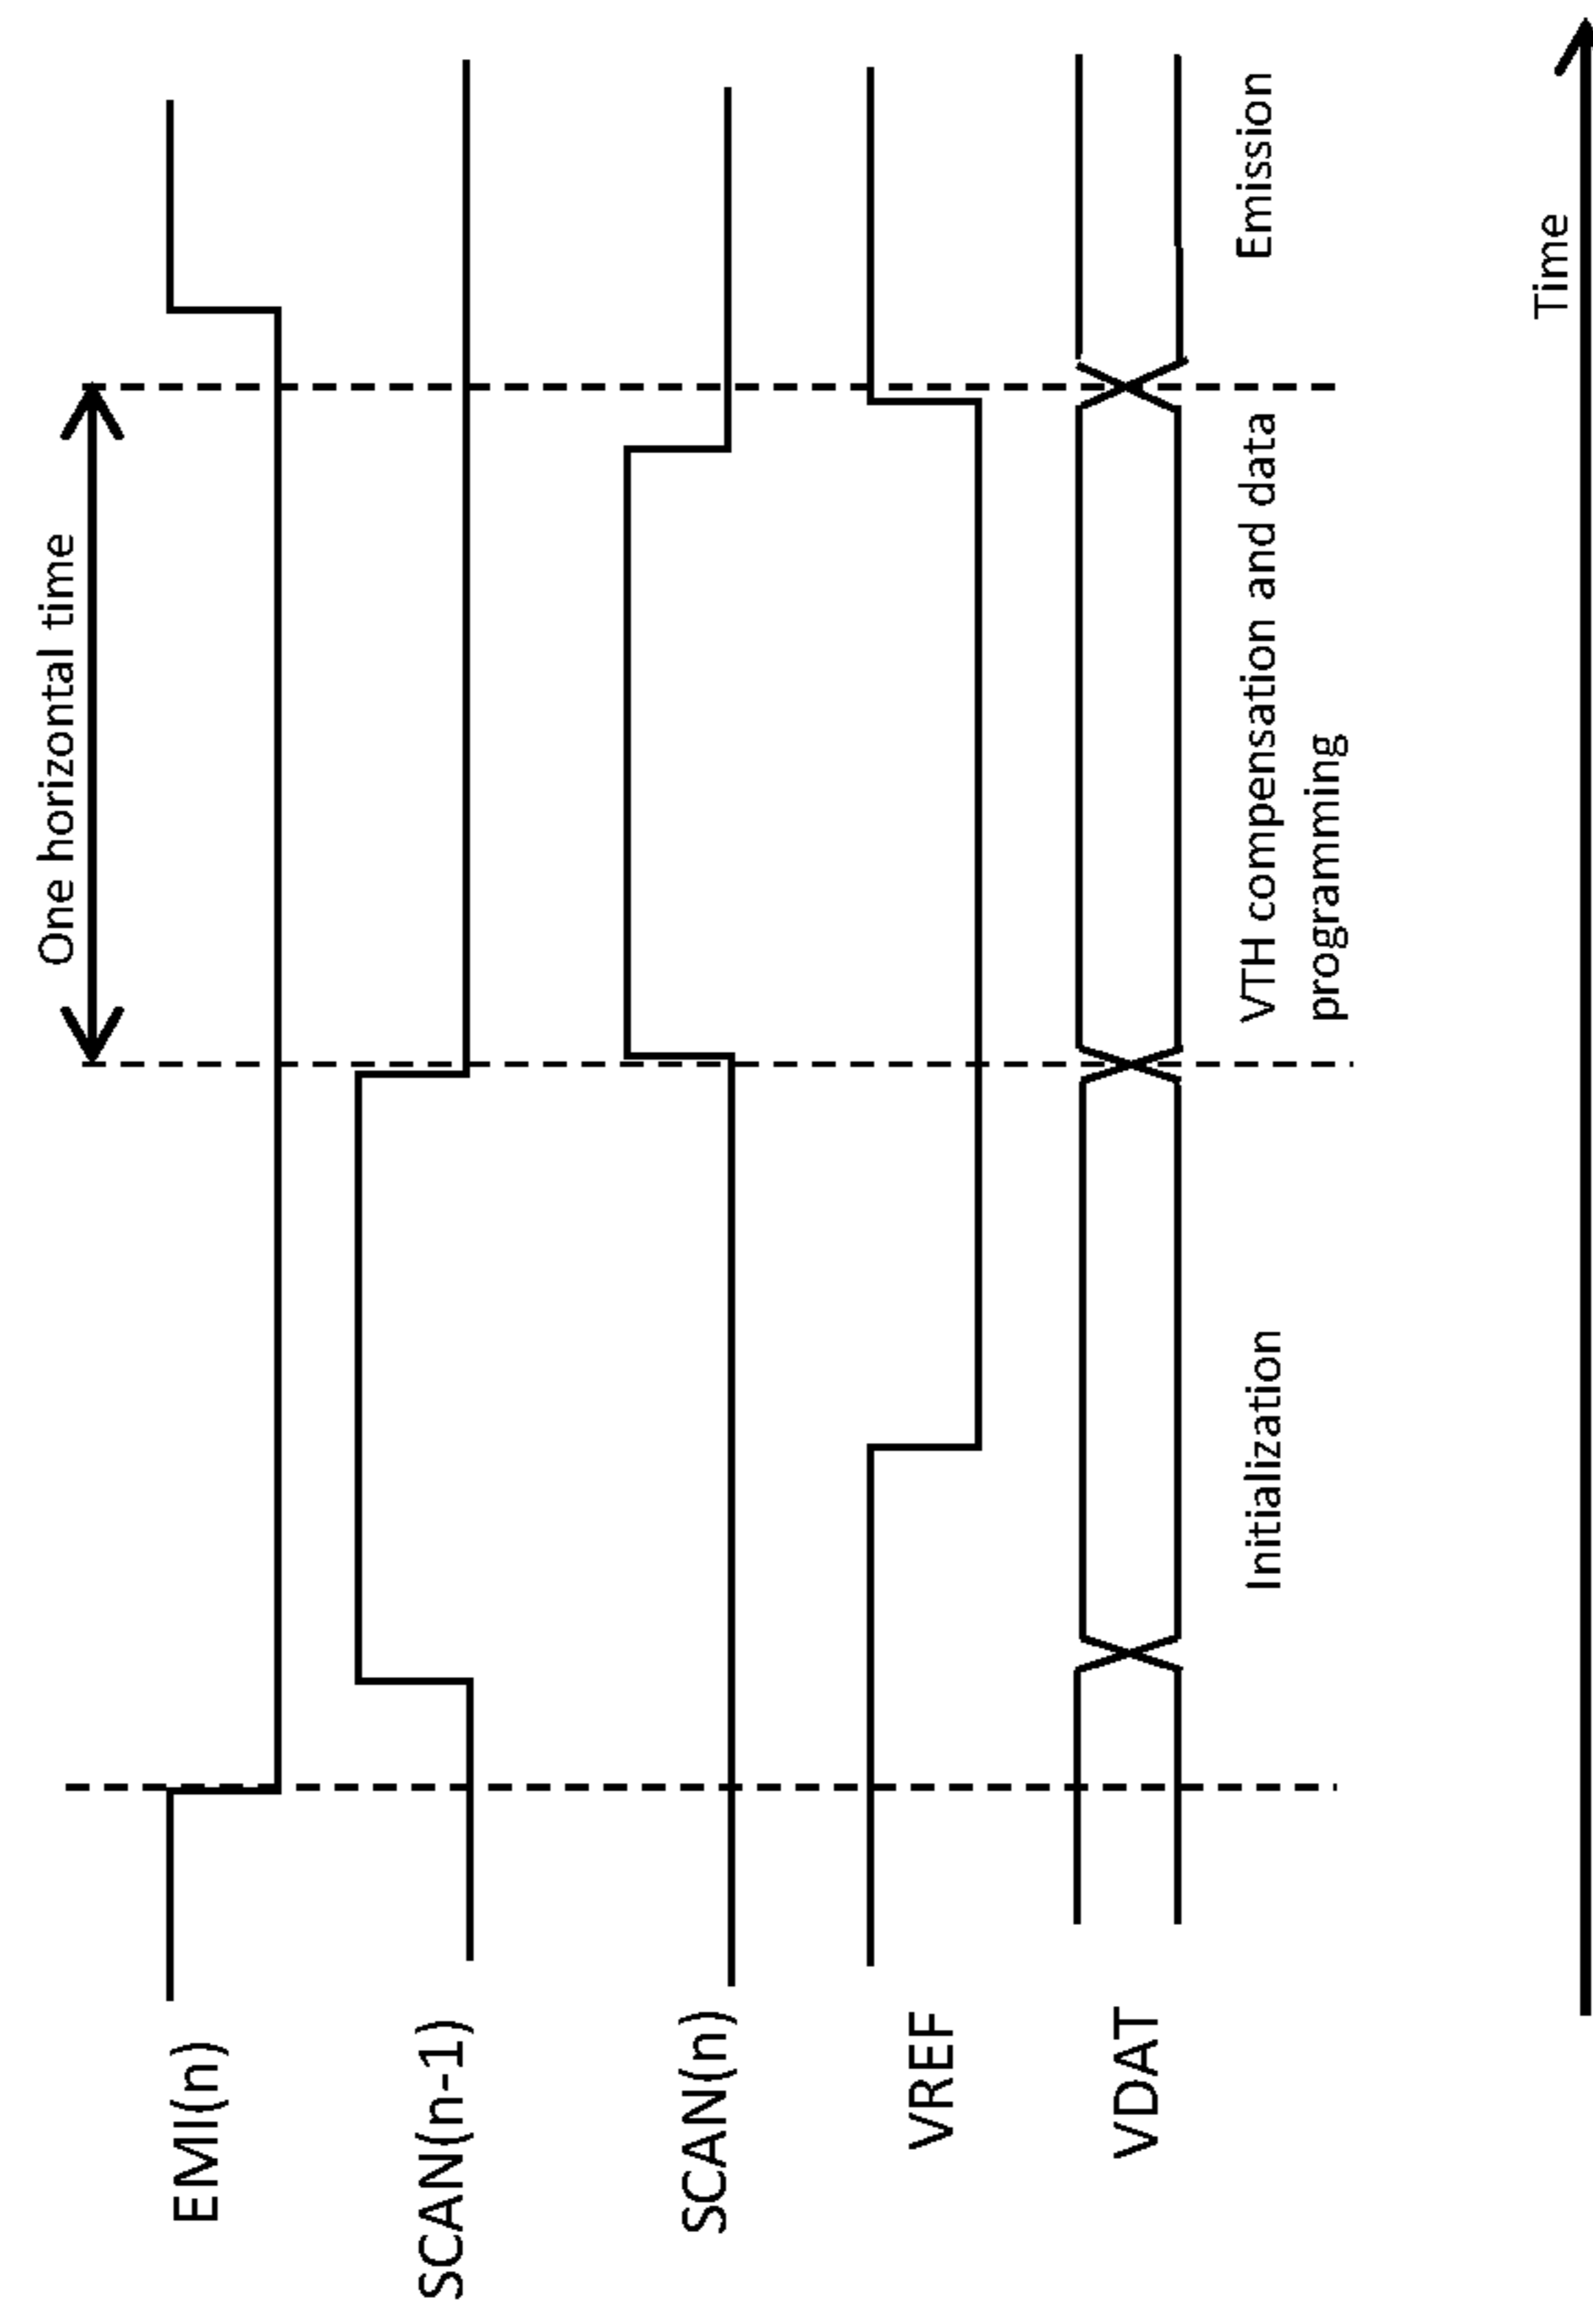 One horizontal time
EMI(n)
SCAN(n-1)
SCAN(n)
VREF
VDAT
Initialization
VTH compensation and data
programming
Emission
Time